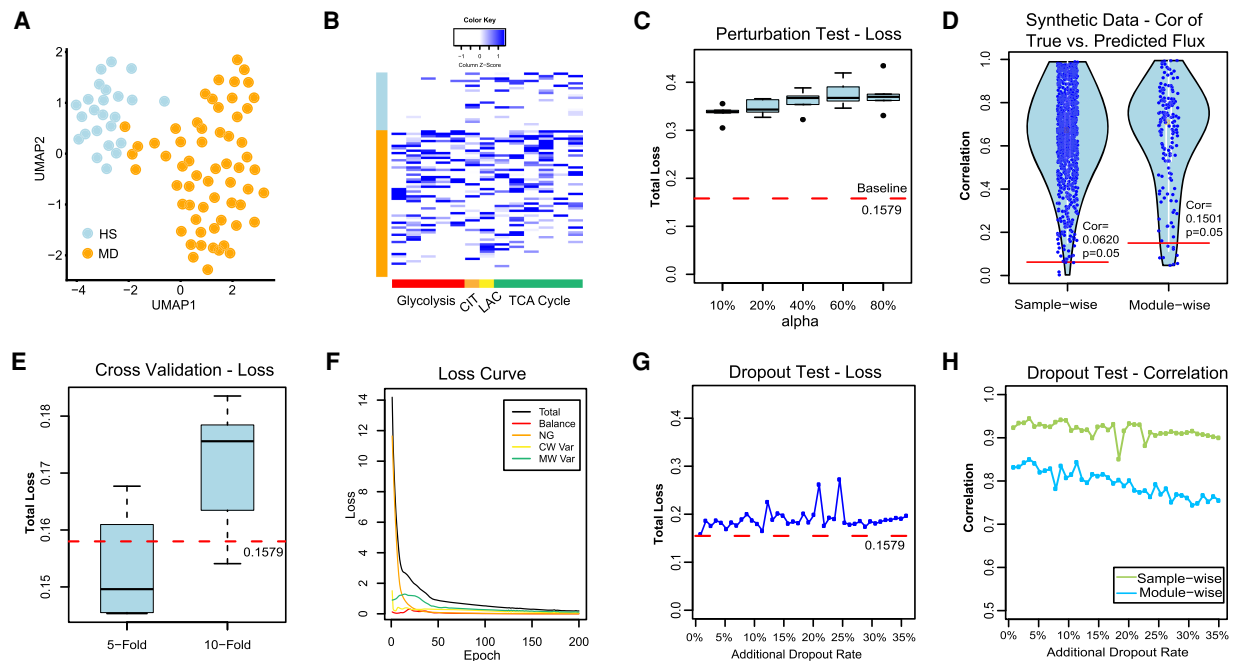 A
2
1
0
−1
−2
UMAP2
HS
MD
−4
−2
0
2
UMAP1
B
Color Key
−1
0
1
Column Z−Score
Glycolysis
CIT
LAC
TCA Cycle
C
Perturbation Test - Loss
Total Loss
0.4
0.3
0.2
0.1
0.0
Baseline
0.1579
10%
20%
40%
60%
80%
alpha
D
Synthetic Data - Cor of
True vs. Predicted Flux
Correlation
1.0
0.8
0.6
0.4
0.2
0.0
Cor=
0.0620
p=0.05
Cor=
0.1501
p=0.05
Sample−wise
Module−wise
E
Cross Validation - Loss
Total Loss
0.18
0.17
0.16
0.15
0.1579
5−Fold
10−Fold
F
Loss Curve
Loss
14
12
10
8
6
4
2
0
Total
Balance
NG
CW Var
MW Var
0
50
100
150
200
Epoch
G
Dropout Test - Loss
Total Loss
0.4
0.3
0.2
0.1
0.0
0.1579
0%
5%
10%
15%
20%
25%
30%
35%
Additional Dropout Rate
H
Dropout Test - Correlation
Correlation
1.0
0.9
0.8
0.7
0.6
0.5
Sample−wise
Module−wise
0%
5%
10%
15%
20%
25%
30%
35%
Additional Dropout Rate